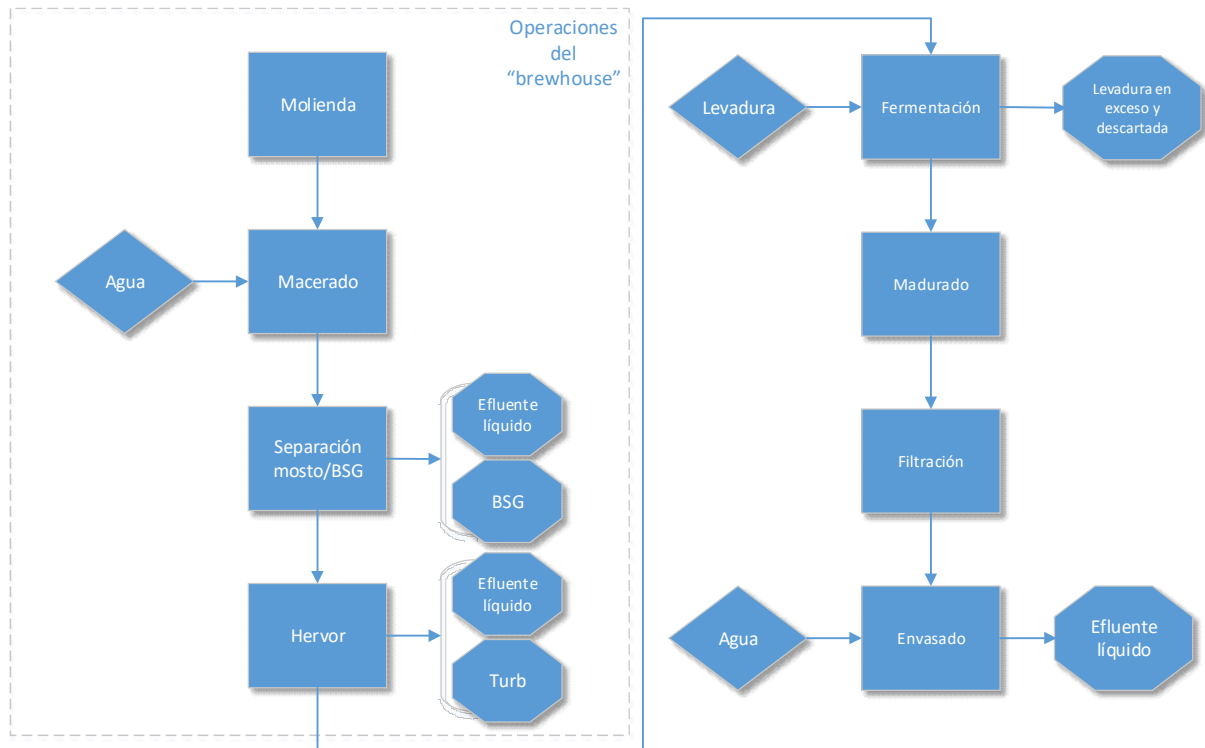 Operaciones
del
“brewhouse”
Molienda
Agua
Macerado
Separación
mosto/BSG
Efluente
líquido
BSG
Hervor
Efluente
líquido
Turb
Levadura
Fermentación
Levadura en
exceso y
descartada
Madurado
Filtración
Agua
Envasado
Efluente
líquido